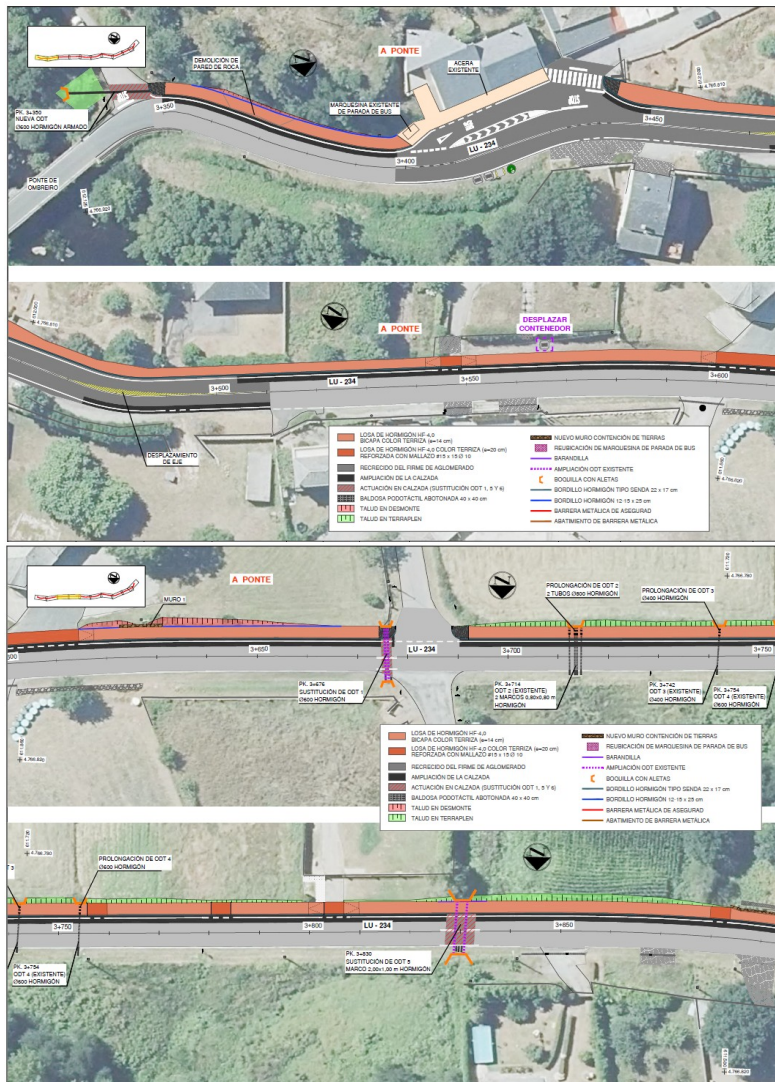 A PONTE
DEMOLICIÓN DE
PARED DE ROCA
ACERA
EXISTENTE
MARQUESINA EXISTENTE
DE PARADA DE BUS
PK. 3+350
NUEVA ODT
Ø600 HORMIGÓN ARMADO
3+350
3+400
3+450
LU - 234
PONTE DE
OMBREIRO
A PONTE
DESPLAZAR
CONTENEDOR
3+500
LU - 234
3+550
3+600
DESPLAZAMIENTO
DE EJE
LOSA DE HORMIGÓN HF-4,0
BICAPA COLOR TERRIZA (e=14 cm)
LOSA DE HORMIGÓN HF-4,0 COLOR TERRIZA (e=20 cm)
REFORZADA CON MALLAZO #15 x 15 Ø 10
RECRECIDO DEL FIRME DE AGLOMERADO
AMPLIACIÓN DE LA CALZADA
ACTUACIÓN EN CALZADA (SUSTITUCIÓN ODT 1, 5 Y 6)
BALDOSA PODOTÁCTIL ABOTONADA 40 x 40 cm
TALUD EN DESMONTE
TALUD EN TERRAPLEN
NUEVO MURO CONTENCIÓN DE TIERRAS
REUBICACIÓN DE MARQUESINA DE PARADA DE BUS
BARANDILLA
AMPLIACIÓN ODT EXISTENTE
BOQUILLA CON ALETAS
BORDILLO HORMIGÓN TIPO SENDA 22 x 17 cm
BORDILLO HORMIGÓN 12-15 x 25 cm
BARRERA METÁLICA DE ASEGURAD
ABATIMIENTO DE BARRERA METÁLICA
A PONTE
MURO 1
PROLONGACIÓN DE ODT 2
2 TUBOS Ø800 HORMIGÓN
PROLONGACIÓN DE ODT 3
Ø400 HORMIGÓN
3+650
LU - 234
3+700
3+750
PK. 3+676
SUSTITUCIÓN DE ODT 1
Ø600 HORMIGÓN
PK. 3+714
ODT 2 (EXISTENTE)
2 MARCOS 0,80x0,80 m
HORMIGÓN
PK. 3+742
ODT 3 (EXISTENTE)
Ø400 HORMIGÓN
PK. 3+754
ODT 4 (EXISTENTE)
Ø600 HORMIGÓN
LOSA DE HORMIGÓN HF-4,0
BICAPA COLOR TERRIZA (e=14 cm)
LOSA DE HORMIGÓN HF-4,0 COLOR TERRIZA (e=20 cm)
REFORZADA CON MALLAZO #15 x 15 Ø 10
RECRECIDO DEL FIRME DE AGLOMERADO
AMPLIACIÓN DE LA CALZADA
ACTUACIÓN EN CALZADA (SUSTITUCIÓN ODT 1, 5 Y 6)
BALDOSA PODOTÁCTIL ABOTONADA 40 x 40 cm
TALUD EN DESMONTE
TALUD EN TERRAPLEN
NUEVO MURO CONTENCIÓN DE TIERRAS
REUBICACIÓN DE MARQUESINA DE PARADA DE BUS
BARANDILLA
AMPLIACIÓN ODT EXISTENTE
BOQUILLA CON ALETAS
BORDILLO HORMIGÓN TIPO SENDA 22 x 17 cm
BORDILLO HORMIGÓN 12-15 x 25 cm
BARRERA METÁLICA DE ASEGURAD
ABATIMIENTO DE BARRERA METÁLICA
PROLONGACIÓN DE ODT 4
Ø600 HORMIGÓN
3+750
3+800
LU - 234
3+850
PK. 3+754
ODT 4 (EXISTENTE)
Ø600 HORMIGÓN
PK. 3+830
SUSTITUCIÓN DE ODT 5
MARCO 2,00x1,00 m HORMIGÓN